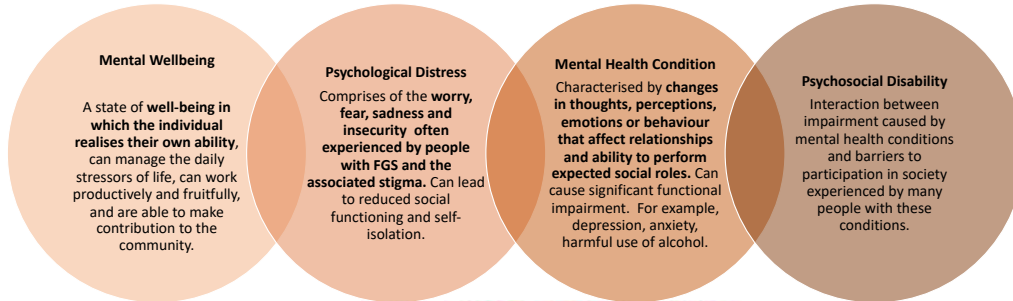 Mental Wellbeing
A state of well-being in
which the individual
realises their own ability,
can manage the daily
stressors of life, can work
productively and fruitfully,
and are able to make
contribution to the
community.
Psychological Distress
Comprises of the worry,
fear, sadness and
insecurity often
experienced by people
with FGS and the
associated stigma. Can lead
to reduced social
functioning and self-
isolation.
Mental Health Condition
Characterised by changes
in thoughts, perceptions,
emotions or behaviour
that affect relationships
and ability to perform
expected social roles. Can
cause significant functional
impairment. For example,
depression, anxiety,
harmful use of alcohol.
Psychosocial Disability
Interaction between
impairment caused by
mental health conditions
and barriers to
participation in society
experienced by many
people with these
conditions.